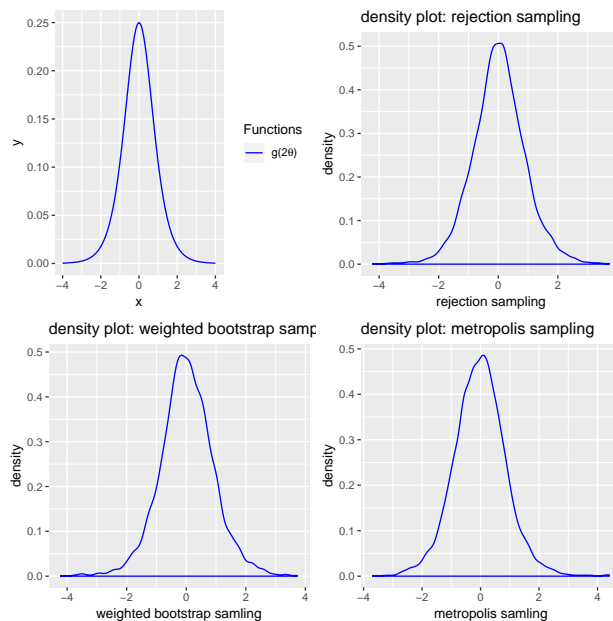 0.25
0.20
0.15
0.10
0.05
0.00
y
−4 −2 0 2 4
x
Functions
g(2θ)
density plot: rejection sampling
0.5
0.4
0.3
0.2
0.1
0.0
density
−4 −2 0 2
rejection sampling
density plot: weighted bootstrap samp
0.5
0.4
0.3
0.2
0.1
0.0
density
−4 −2 0 2 4
weighted bootstrap samling
density plot: metropolis sampling
0.5
0.4
0.3
0.2
0.1
0.0
density
−4 −2 0 2 4
metropolis samling